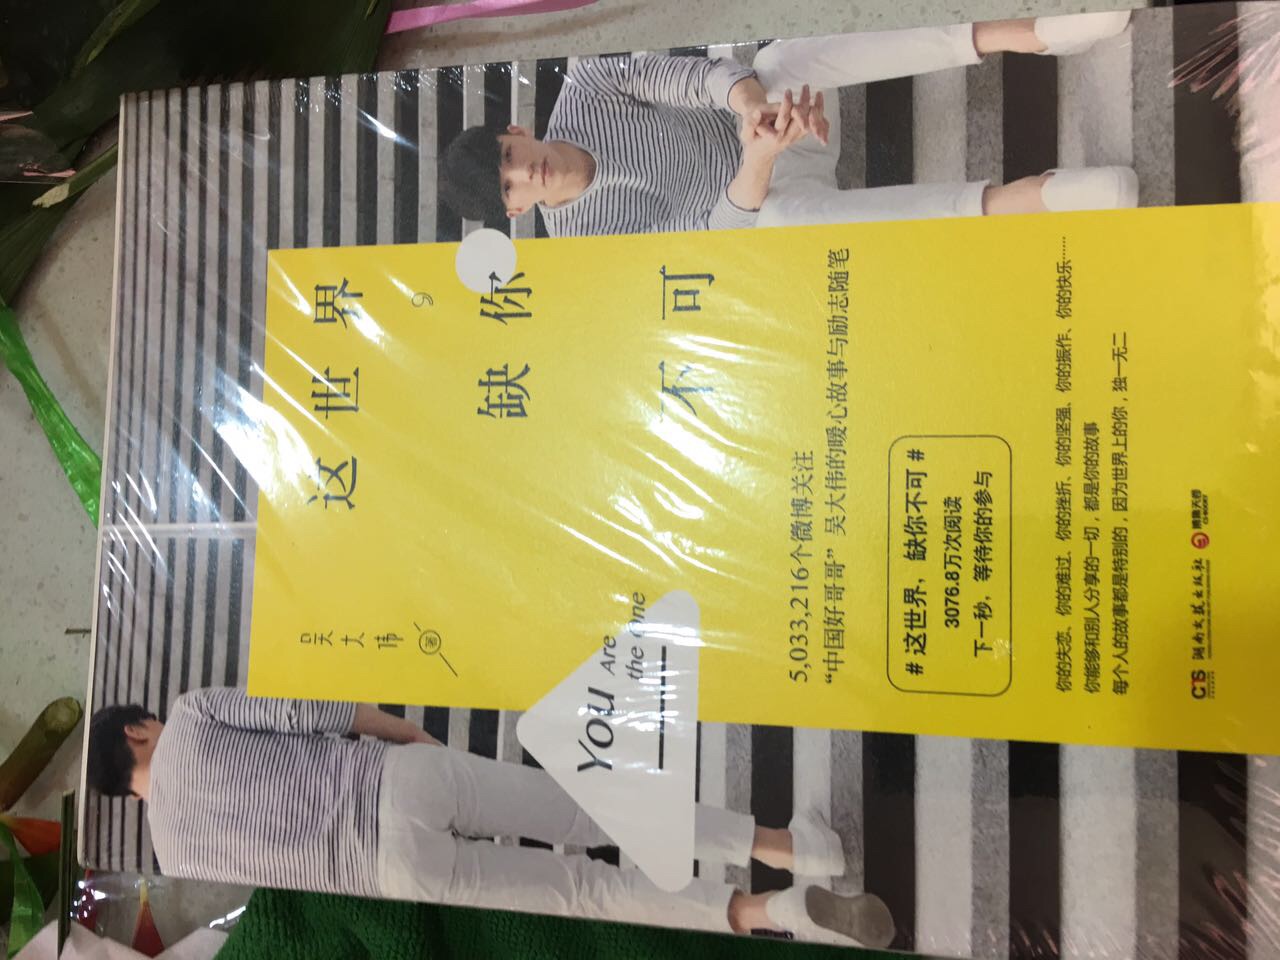 这世界，
缺你
不可
吴大伟 著
You Are
the One
5,033,216个微博关注
“中国好哥哥”吴大伟的暖心故事与励志随笔
# 这世界，缺你不可 #
3076.8万次阅读
下一秒，等待你的参与
你的失恋、你的难过、你的挫折、你的坚强、你的振作、你的快乐……
你能够和别人分享的一切，都是你的故事
每个人的故事都是特别的，因为世界上的你，独一无二
CTS 湖南文艺出版社 博集天卷
CS-BOOKY